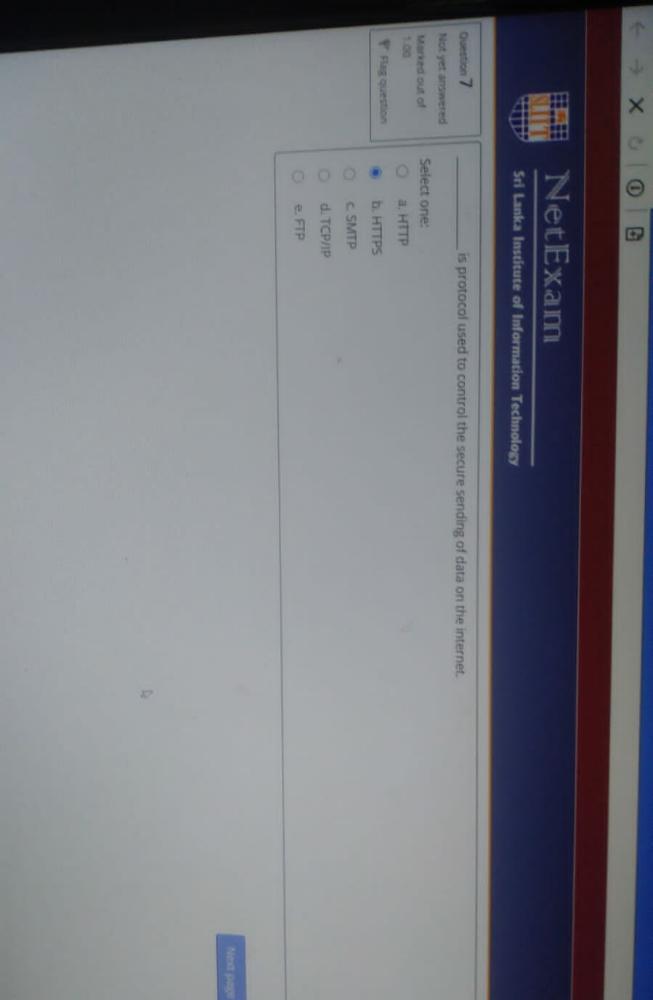 SLIIT
NetExam
Sri Lanka Institute of Information Technology
Question 7
Not yet answered
Marked out of
1.00
Flag question
__________ is protocol used to control the secure sending of data on the internet.
Select one:
a. HTTP
b. HTTPS
c. SMTP
d. TCP/IP
e. FTP
Next page